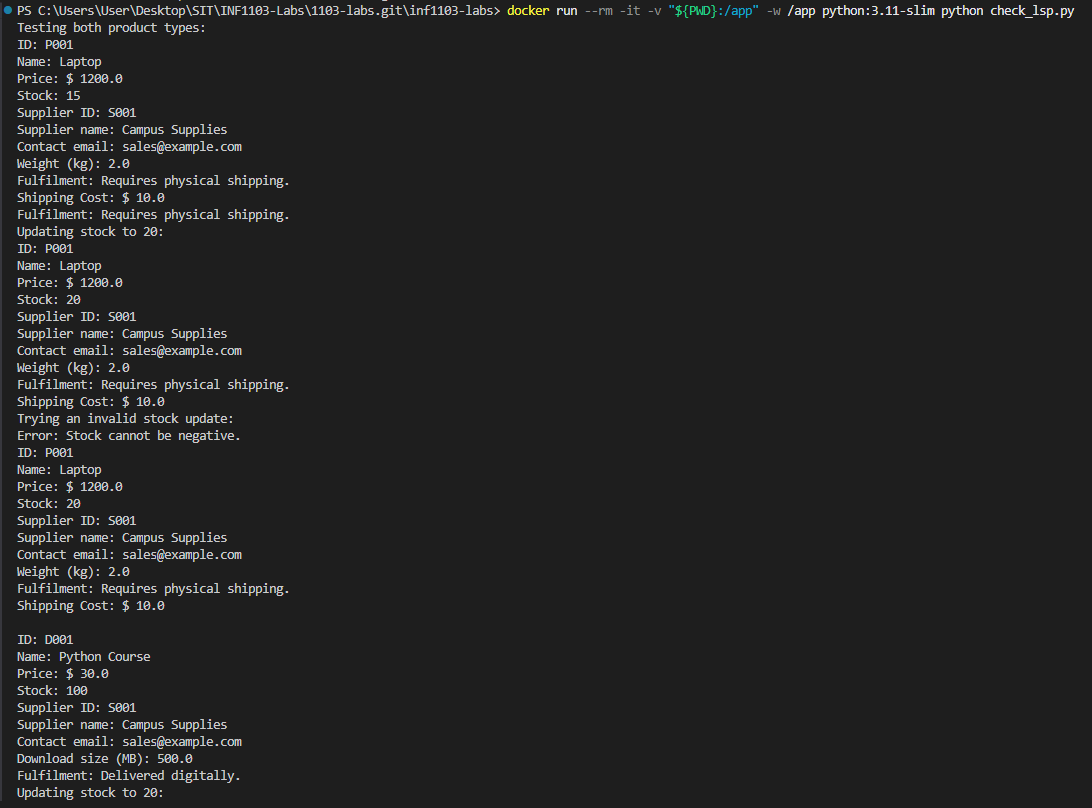 PS C:\Users\User\Desktop\SIT\INF1103-Labs\1103-labs.git\inf1103-labs> docker run --rm -it -v "${PWD}:/app" -w /app python:3.11-slim python check_lsp.py
Testing both product types:
ID: P001
Name: Laptop
Price: $ 1200.0
Stock: 15
Supplier ID: S001
Supplier name: Campus Supplies
Contact email: sales@example.com
Weight (kg): 2.0
Fulfilment: Requires physical shipping.
Shipping Cost: $ 10.0
Fulfilment: Requires physical shipping.
Updating stock to 20:
ID: P001
Name: Laptop
Price: $ 1200.0
Stock: 20
Supplier ID: S001
Supplier name: Campus Supplies
Contact email: sales@example.com
Weight (kg): 2.0
Fulfilment: Requires physical shipping.
Shipping Cost: $ 10.0
Trying an invalid stock update:
Error: Stock cannot be negative.
ID: P001
Name: Laptop
Price: $ 1200.0
Stock: 20
Supplier ID: S001
Supplier name: Campus Supplies
Contact email: sales@example.com
Weight (kg): 2.0
Fulfilment: Requires physical shipping.
Shipping Cost: $ 10.0
ID: D001
Name: Python Course
Price: $ 30.0
Stock: 100
Supplier ID: S001
Supplier name: Campus Supplies
Contact email: sales@example.com
Download size (MB): 500.0
Fulfilment: Delivered digitally.
Updating stock to 20: